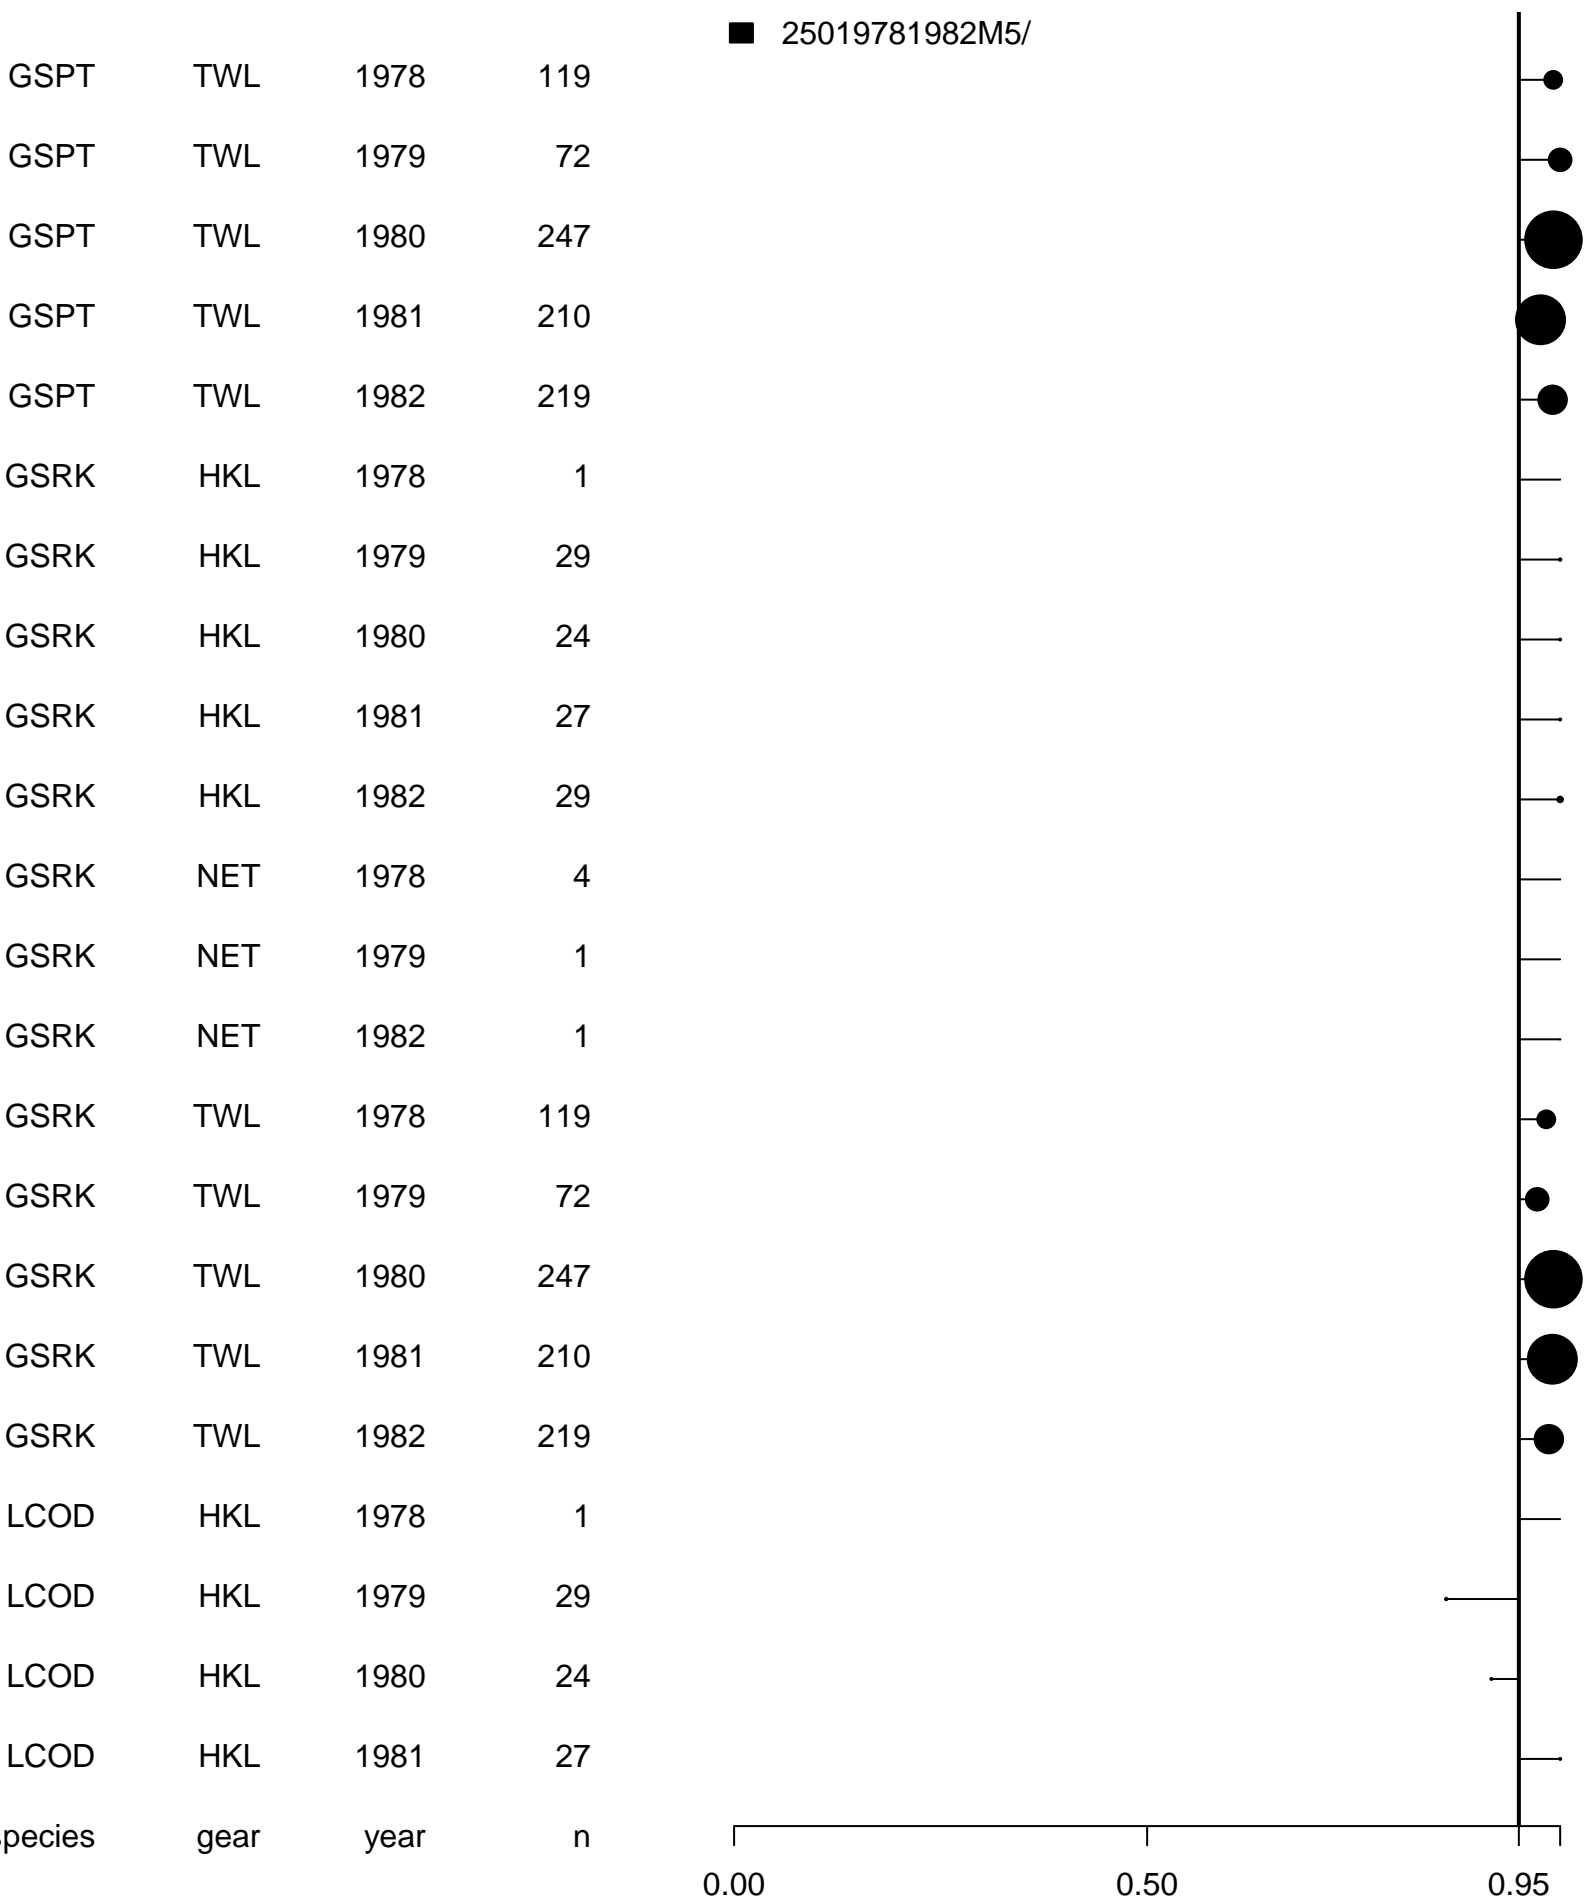 25019781982M5/
GSPT TWL 1978 119
GSPT TWL 1979 72
GSPT TWL 1980 247
GSPT TWL 1981 210
GSPT TWL 1982 219
GSRK HKL 1978 1
GSRK HKL 1979 29
GSRK HKL 1980 24
GSRK HKL 1981 27
GSRK HKL 1982 29
GSRK NET 1978 4
GSRK NET 1979 1
GSRK NET 1982 1
GSRK TWL 1978 119
GSRK TWL 1979 72
GSRK TWL 1980 247
GSRK TWL 1981 210
GSRK TWL 1982 219
LCOD HKL 1978 1
LCOD HKL 1979 29
LCOD HKL 1980 24
LCOD HKL 1981 27
species gear year n
0.00 0.50 0.95